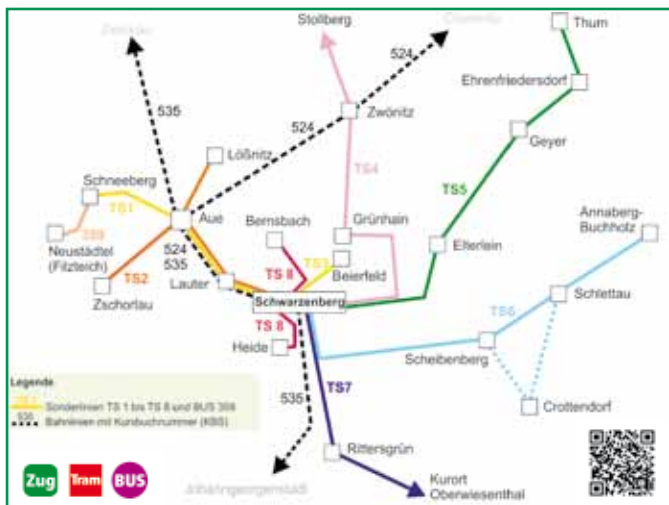 Stollberg
524
Thum
Ehrenfriedersdorf
535
Zwönitz
524
Geyer
Lößnitz
Schneeberg
TS4
TS5
TS1
Aue
Bernsbach
Grünhain
Annaberg-
Buchholz
Neustädtel
(Filzteich)
524
535
TS2
TS 8
TS3
Beierfeld
Elterlein
Lauter
Zschorlau
Schwarzenberg
TS6
Schlettau
TS 8
Heide
Scheibenberg
Legende
Sonderlinien TS 1 bis TS 8 und BUS 359
535
Bahnlinien mit Kursbuchnummer (KBS)
535
TS7
Crottendorf
Rittersgrün
Zug
Tram
BUS
Johanngeorgenstadt
Kurort
Oberwiesenthal